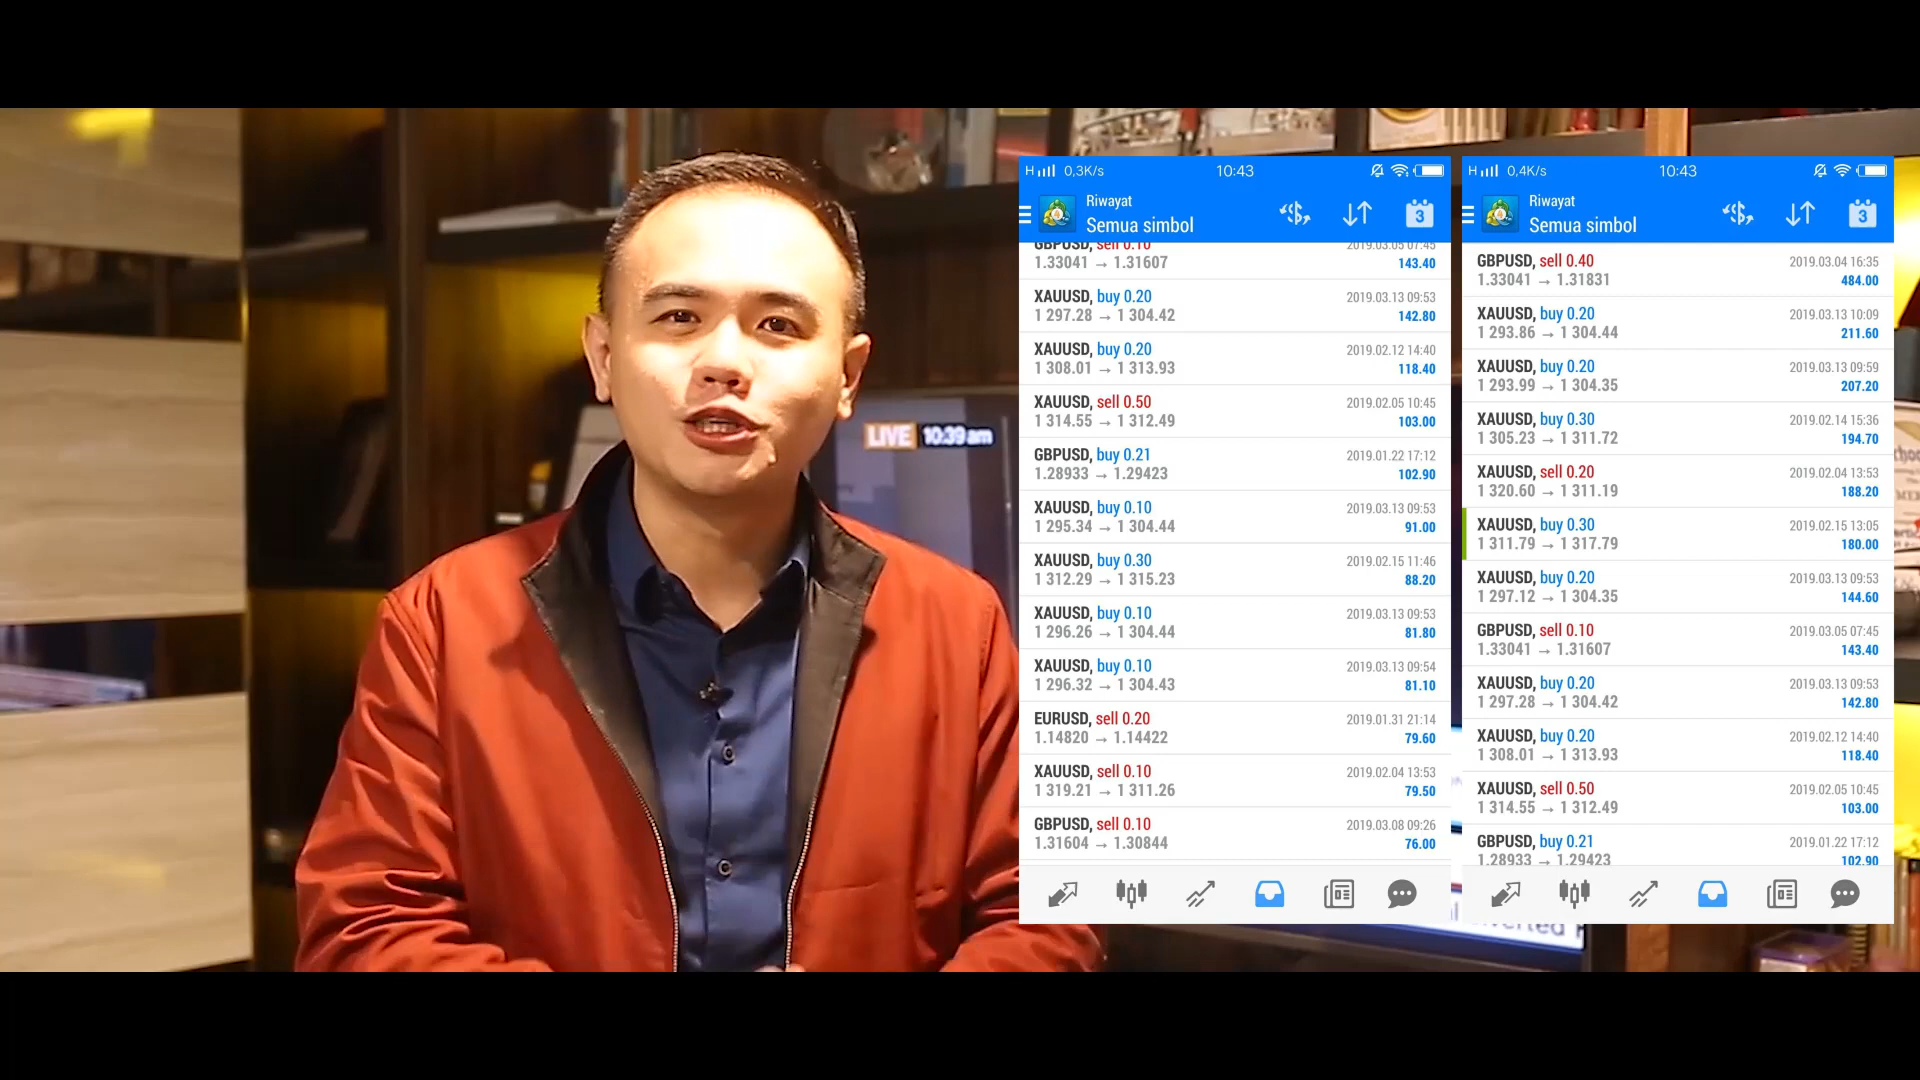 LIVE 10:39am
H 0,3K/s 10:43
Riwayat
Semua simbol
3
GBPUSD, sell 0.10 2019.03.05 07:45
1.33041 → 1.31607 143.40
XAUUSD, buy 0.20 2019.03.13 09:53
1 297.28 → 1 304.42 142.80
XAUUSD, buy 0.20 2019.02.12 14:40
1 308.01 → 1 313.93 118.40
XAUUSD, sell 0.50 2019.02.05 10:45
1 314.55 → 1 312.49 103.00
GBPUSD, buy 0.21 2019.01.22 17:12
1.28933 → 1.29423 102.90
XAUUSD, buy 0.10 2019.03.13 09:53
1 295.34 → 1 304.44 91.00
XAUUSD, buy 0.30 2019.02.15 11:46
1 312.29 → 1 315.23 88.20
XAUUSD, buy 0.10 2019.03.13 09:53
1 296.26 → 1 304.44 81.80
XAUUSD, buy 0.10 2019.03.13 09:54
1 296.32 → 1 304.43 81.10
EURUSD, sell 0.20 2019.01.31 21:14
1.14820 → 1.14422 79.60
XAUUSD, sell 0.10 2019.02.04 13:53
1 319.21 → 1 311.26 79.50
GBPUSD, sell 0.10 2019.03.08 09:26
1.31604 → 1.30844 76.00
H 0,4K/s 10:43
Riwayat
Semua simbol
3
GBPUSD, sell 0.40 2019.03.04 16:35
1.33041 → 1.31831 484.00
XAUUSD, buy 0.20 2019.03.13 10:09
1 293.86 → 1 304.44 211.60
XAUUSD, buy 0.20 2019.03.13 09:59
1 293.99 → 1 304.35 207.20
XAUUSD, buy 0.30 2019.02.14 15:36
1 305.23 → 1 311.72 194.70
XAUUSD, sell 0.20 2019.02.04 13:53
1 320.60 → 1 311.19 188.20
XAUUSD, buy 0.30 2019.02.15 13:05
1 311.79 → 1 317.79 180.00
XAUUSD, buy 0.20 2019.03.13 09:53
1 297.12 → 1 304.35 144.60
GBPUSD, sell 0.10 2019.03.05 07:45
1.33041 → 1.31607 143.40
XAUUSD, buy 0.20 2019.03.13 09:53
1 297.28 → 1 304.42 142.80
XAUUSD, buy 0.20 2019.02.12 14:40
1 308.01 → 1 313.93 118.40
XAUUSD, sell 0.50 2019.02.05 10:45
1 314.55 → 1 312.49 103.00
GBPUSD, buy 0.21 2019.01.22 17:12
1.28933 → 1.29423 102.90